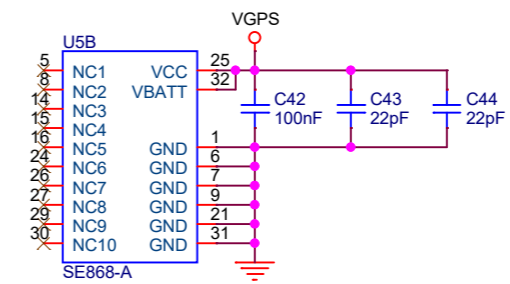 VGPS
U5B
5 NC1 VCC 25
8 NC2 VBATT 32
14 NC3
15 NC4
16 NC5 GND 1
24 NC6 GND 6
26 NC7 GND 7
27 NC8 GND 9
29 NC9 GND 21
30 NC10 GND 31
SE868-A
C42 C43 C44
100nF 22pF 22pF